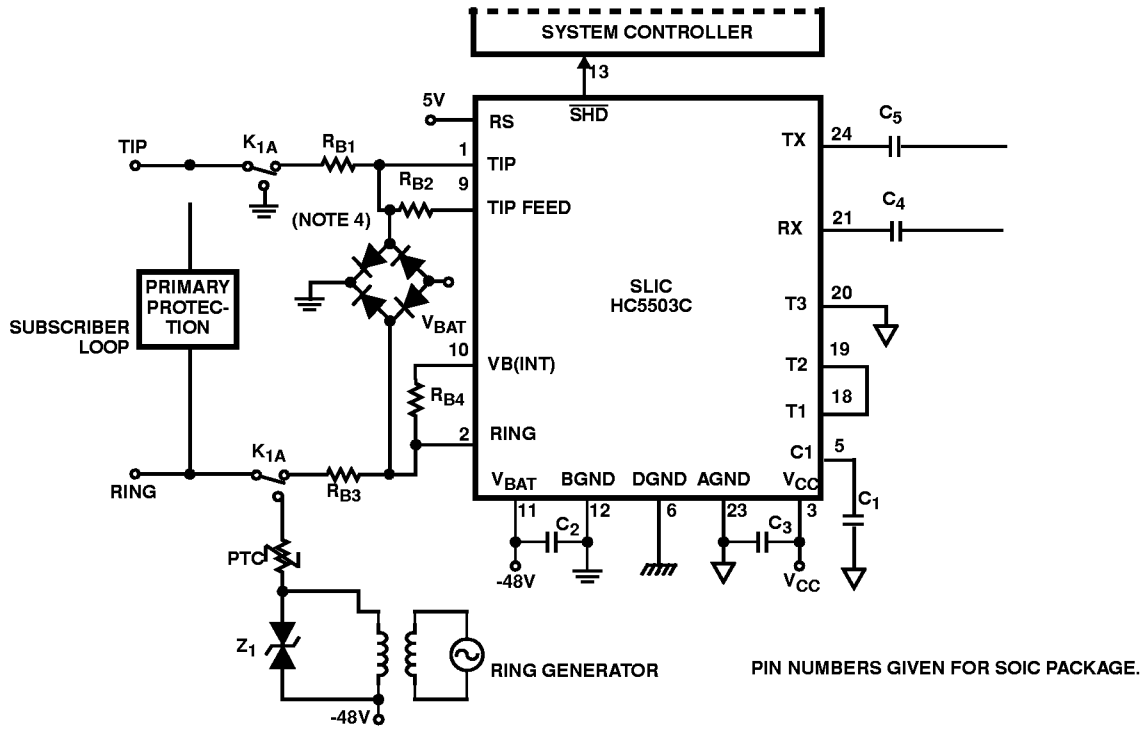 SYSTEM CONTROLLER
13
5V
RS
SHD
C5
TX
24
TIP
K1A
RB1
1
TIP
RB2
9
TIP FEED
(NOTE 4)
C4
RX
21
PRIMARY
PROTEC-
TION
SUBSCRIBER
LOOP
SLIC
HC5503C
T3
20
VBAT
10
VB(INT)
RB4
19
T2
18
T1
2
RING
C1
5
K1A
RING
RB3
VBAT
BGND
DGND
AGND
VCC
C1
11
C2
12
6
23
C3
3
PTC
-48V
VCC
Z1
RING GENERATOR
PIN NUMBERS GIVEN FOR SOIC PACKAGE.
-48V